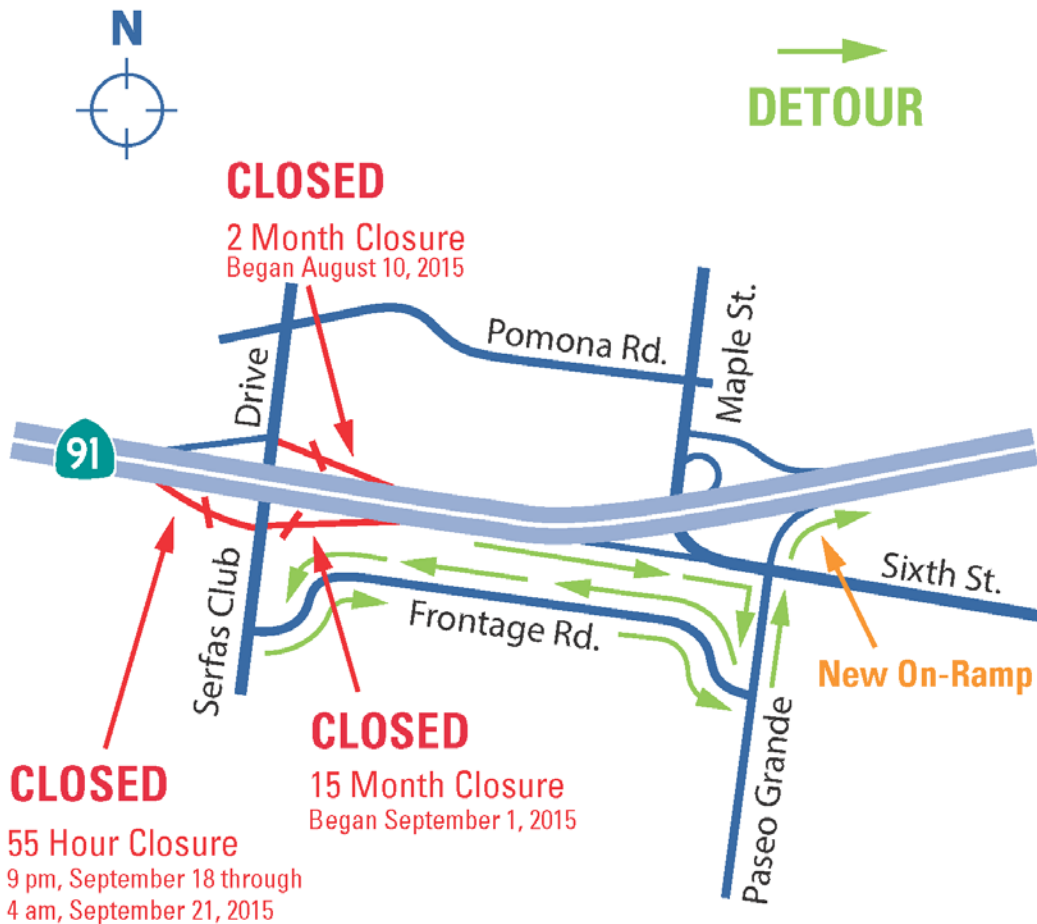 N
DETOUR
CLOSED
2 Month Closure
Began August 10, 2015
Pomona Rd.
Maple St.
Serfas Club Drive
91
Sixth St.
Frontage Rd.
New On-Ramp
Paseo Grande
CLOSED
15 Month Closure
Began September 1, 2015
CLOSED
55 Hour Closure
9 pm, September 18 through
4 am, September 21, 2015